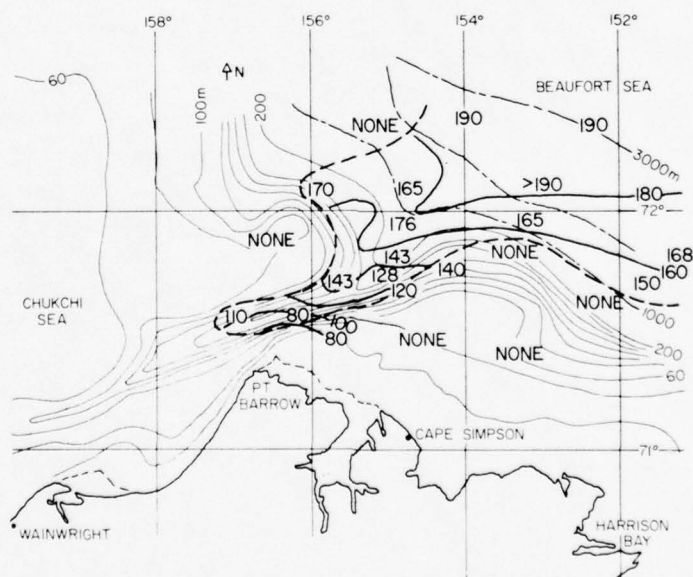 158° 156° 154° 152°
60
N
BEAUFORT SEA
100m
200
NONE
190
190
3000m
170
165
>190
180
176
165
72°
NONE
NONE
168
143
160
143
128
140
150
CHUKCHI SEA
120
NONE
1000
110
80
100
80
NONE
NONE
200
60
PT BARROW
CAPE SIMPSON
71°
WAINWRIGHT
HARRISON BAY